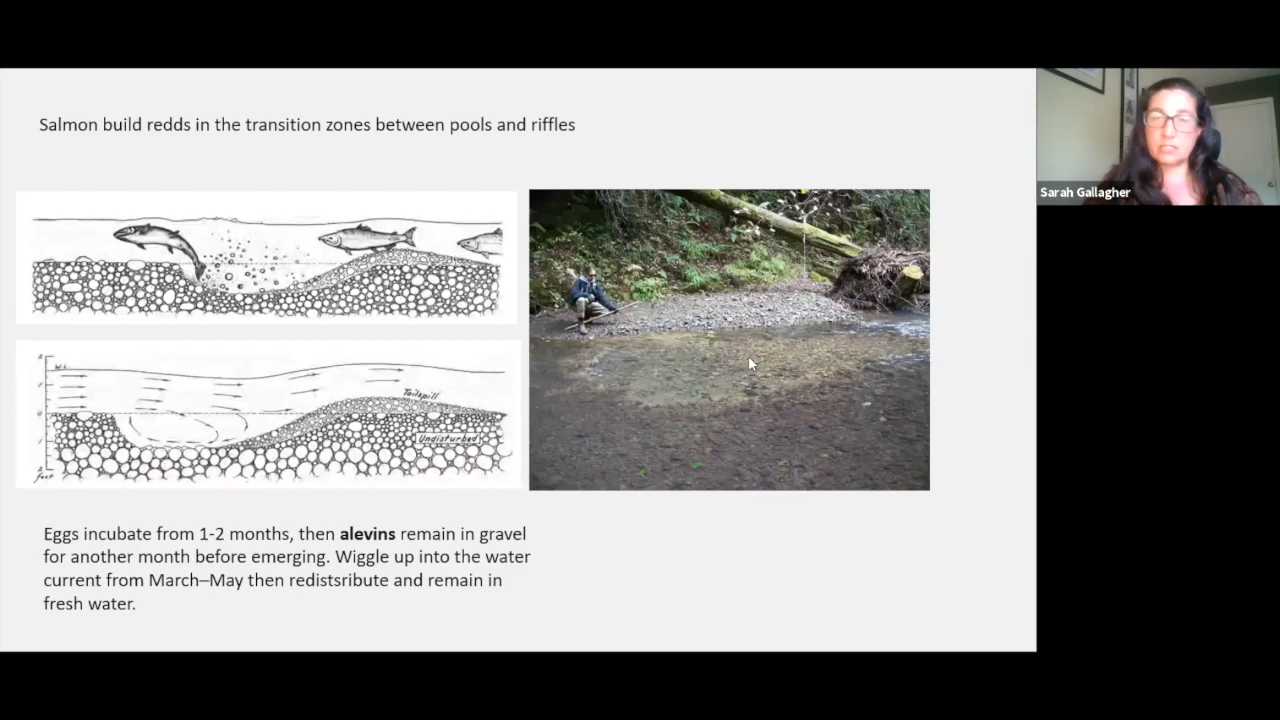 Salmon build redds in the transition zones between pools and riffles
Sarah Gallagher
Tailspill
Undisturbed
feet
Eggs incubate from 1-2 months, then alevins remain in gravel
for another month before emerging. Wiggle up into the water
current from March–May then redistsribute and remain in
fresh water.